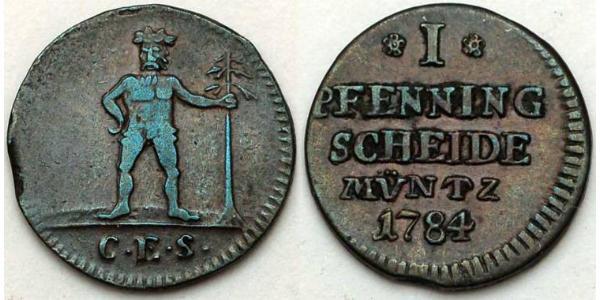 C·E·S·
I
PFENNING
SCHEIDE
MÜNTZ
1784